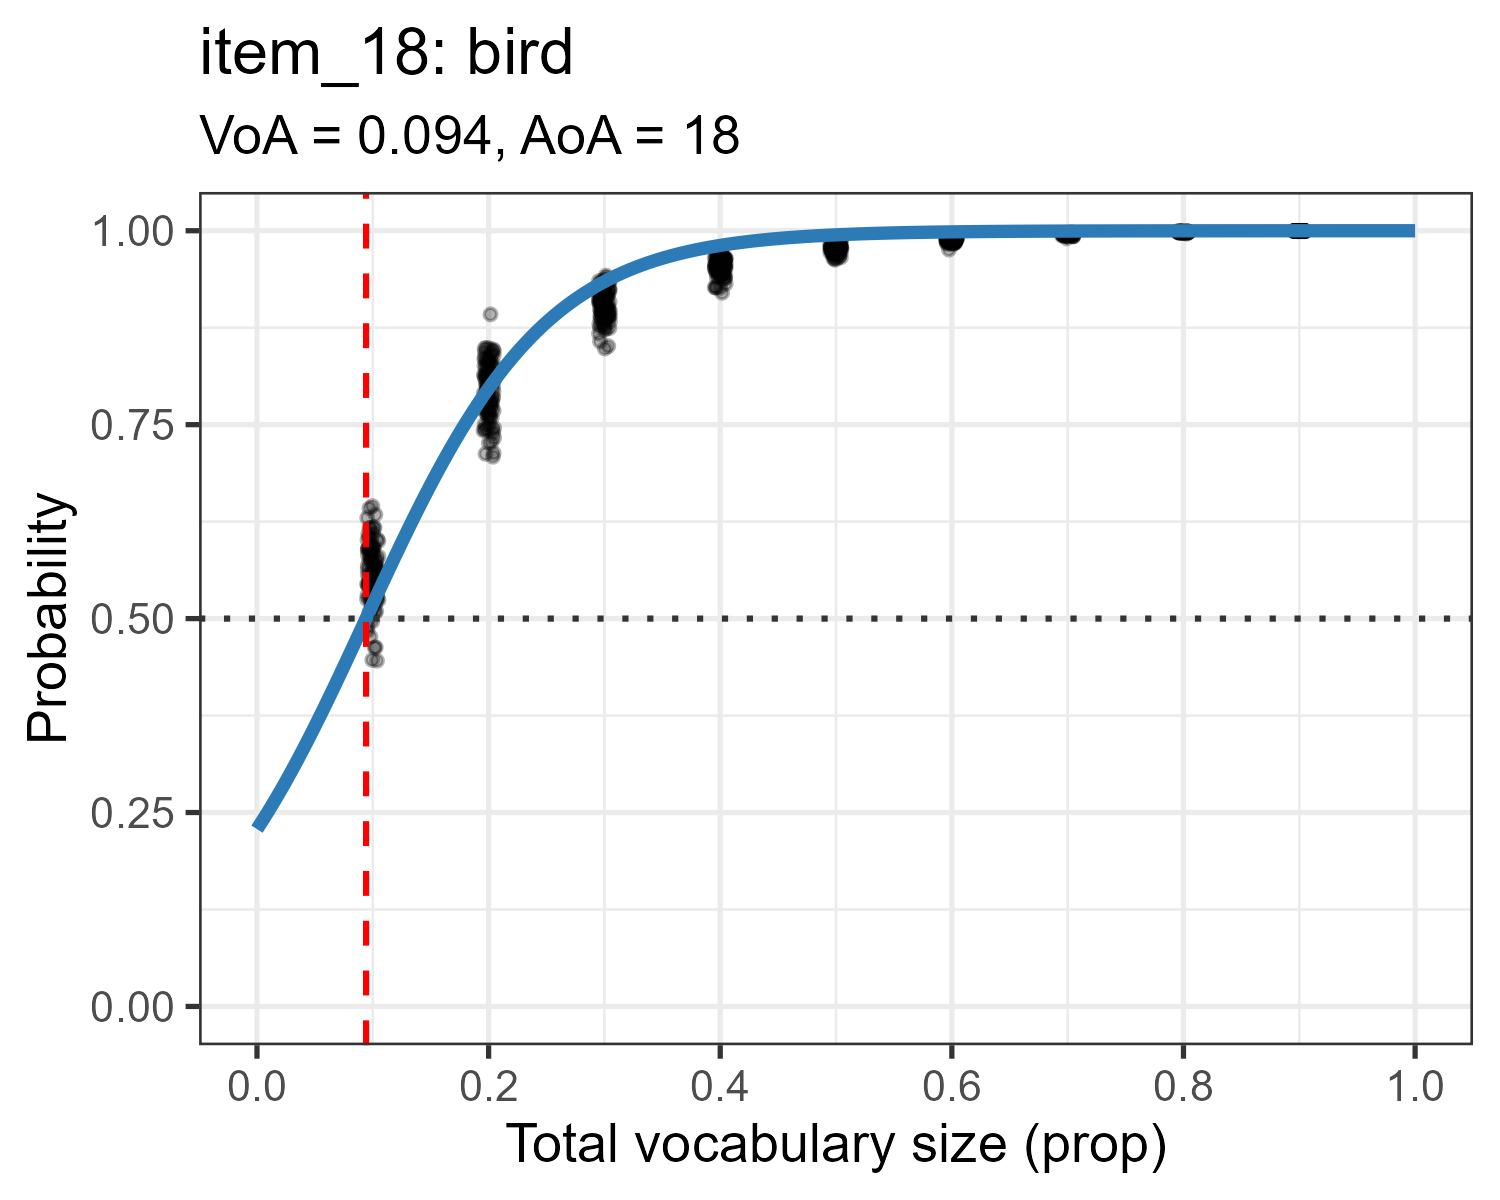 item_18: bird
VoA = 0.094, AoA = 18
Probability
1.00
0.75
0.50
0.25
0.00
0.0 0.2 0.4 0.6 0.8 1.0
Total vocabulary size (prop)